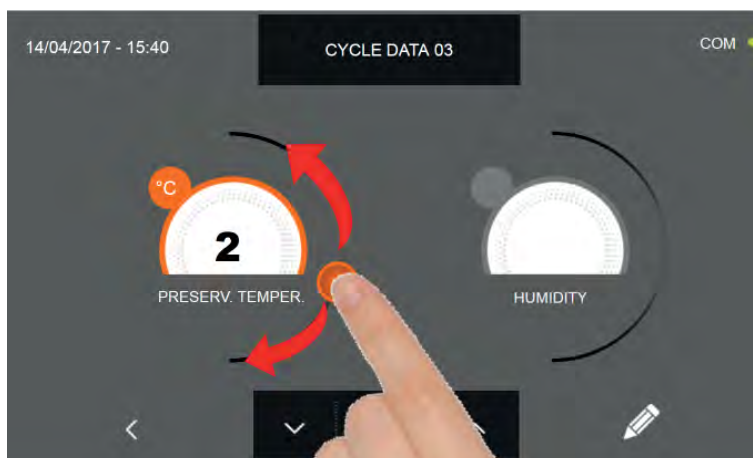 14/04/2017 - 15:40
CYCLE DATA 03
COM
°C
2
PRESERV. TEMPER.
HUMIDITY